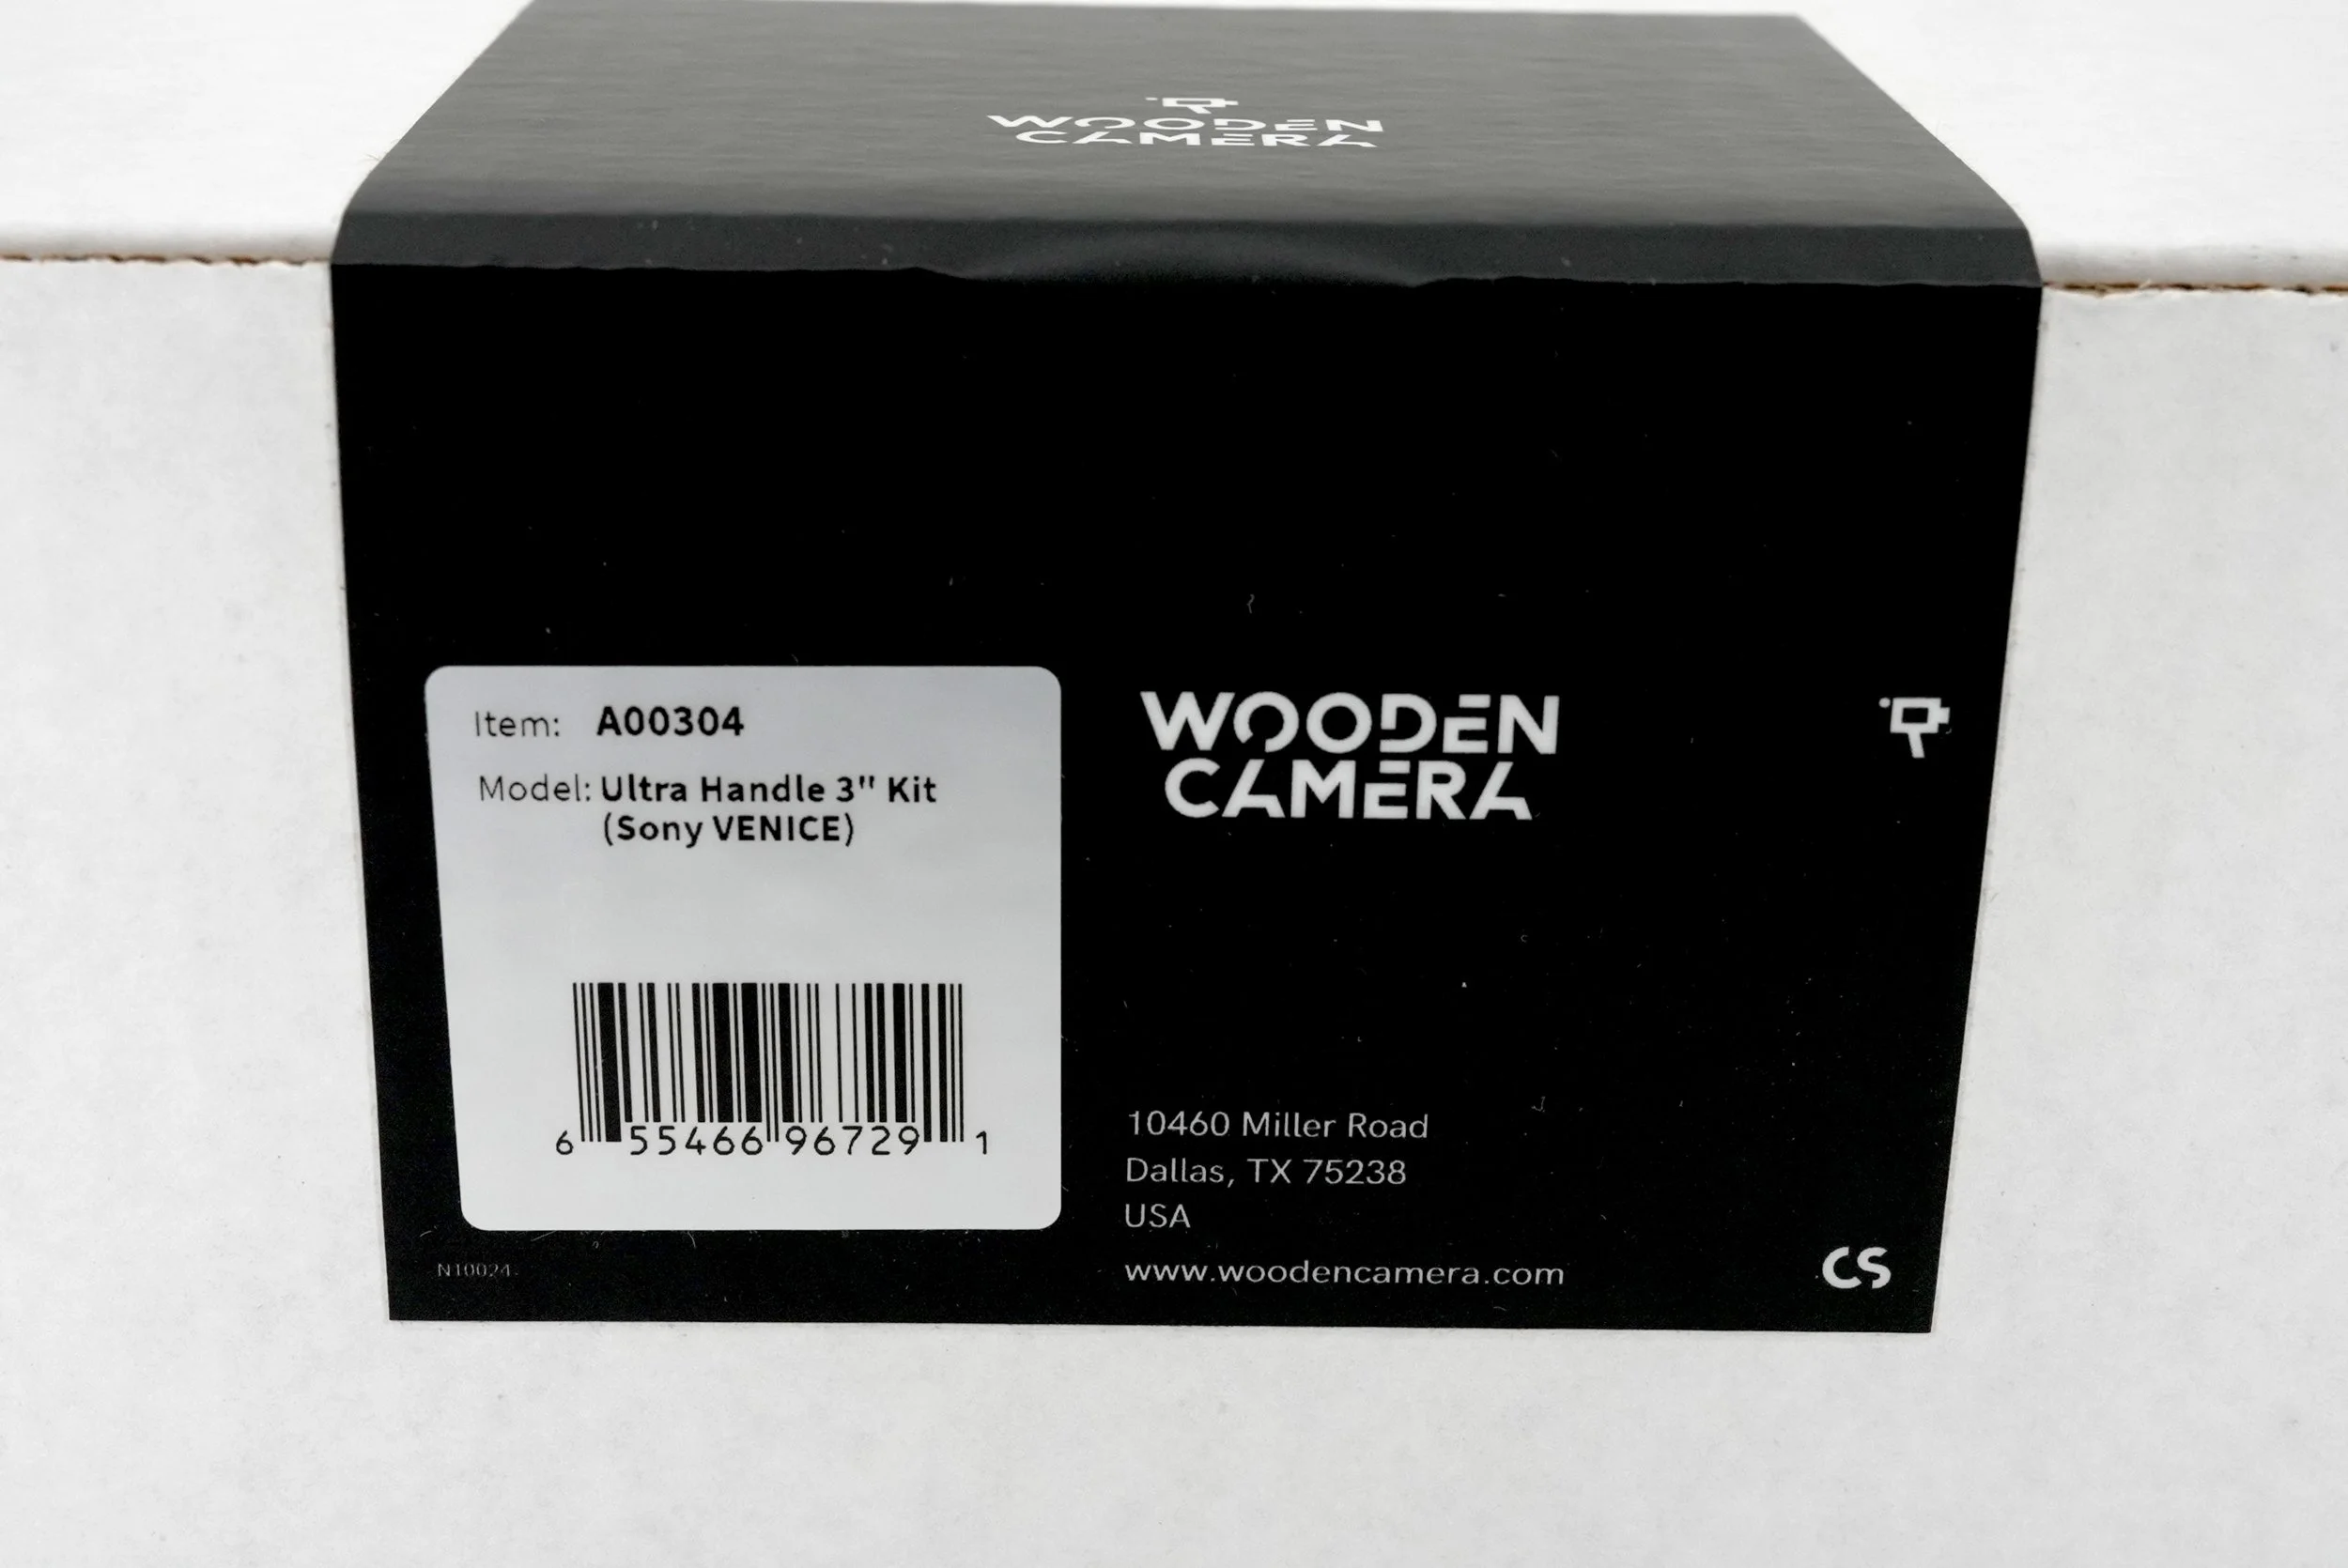 WOODEN
CAMERA
Item: A00304
Model: Ultra Handle 3" Kit
(Sony VENICE)
6 55466 96729 1
N10024
WOODEN
CAMERA
10460 Miller Road
Dallas, TX 75238
USA
www.woodencamera.com
CS